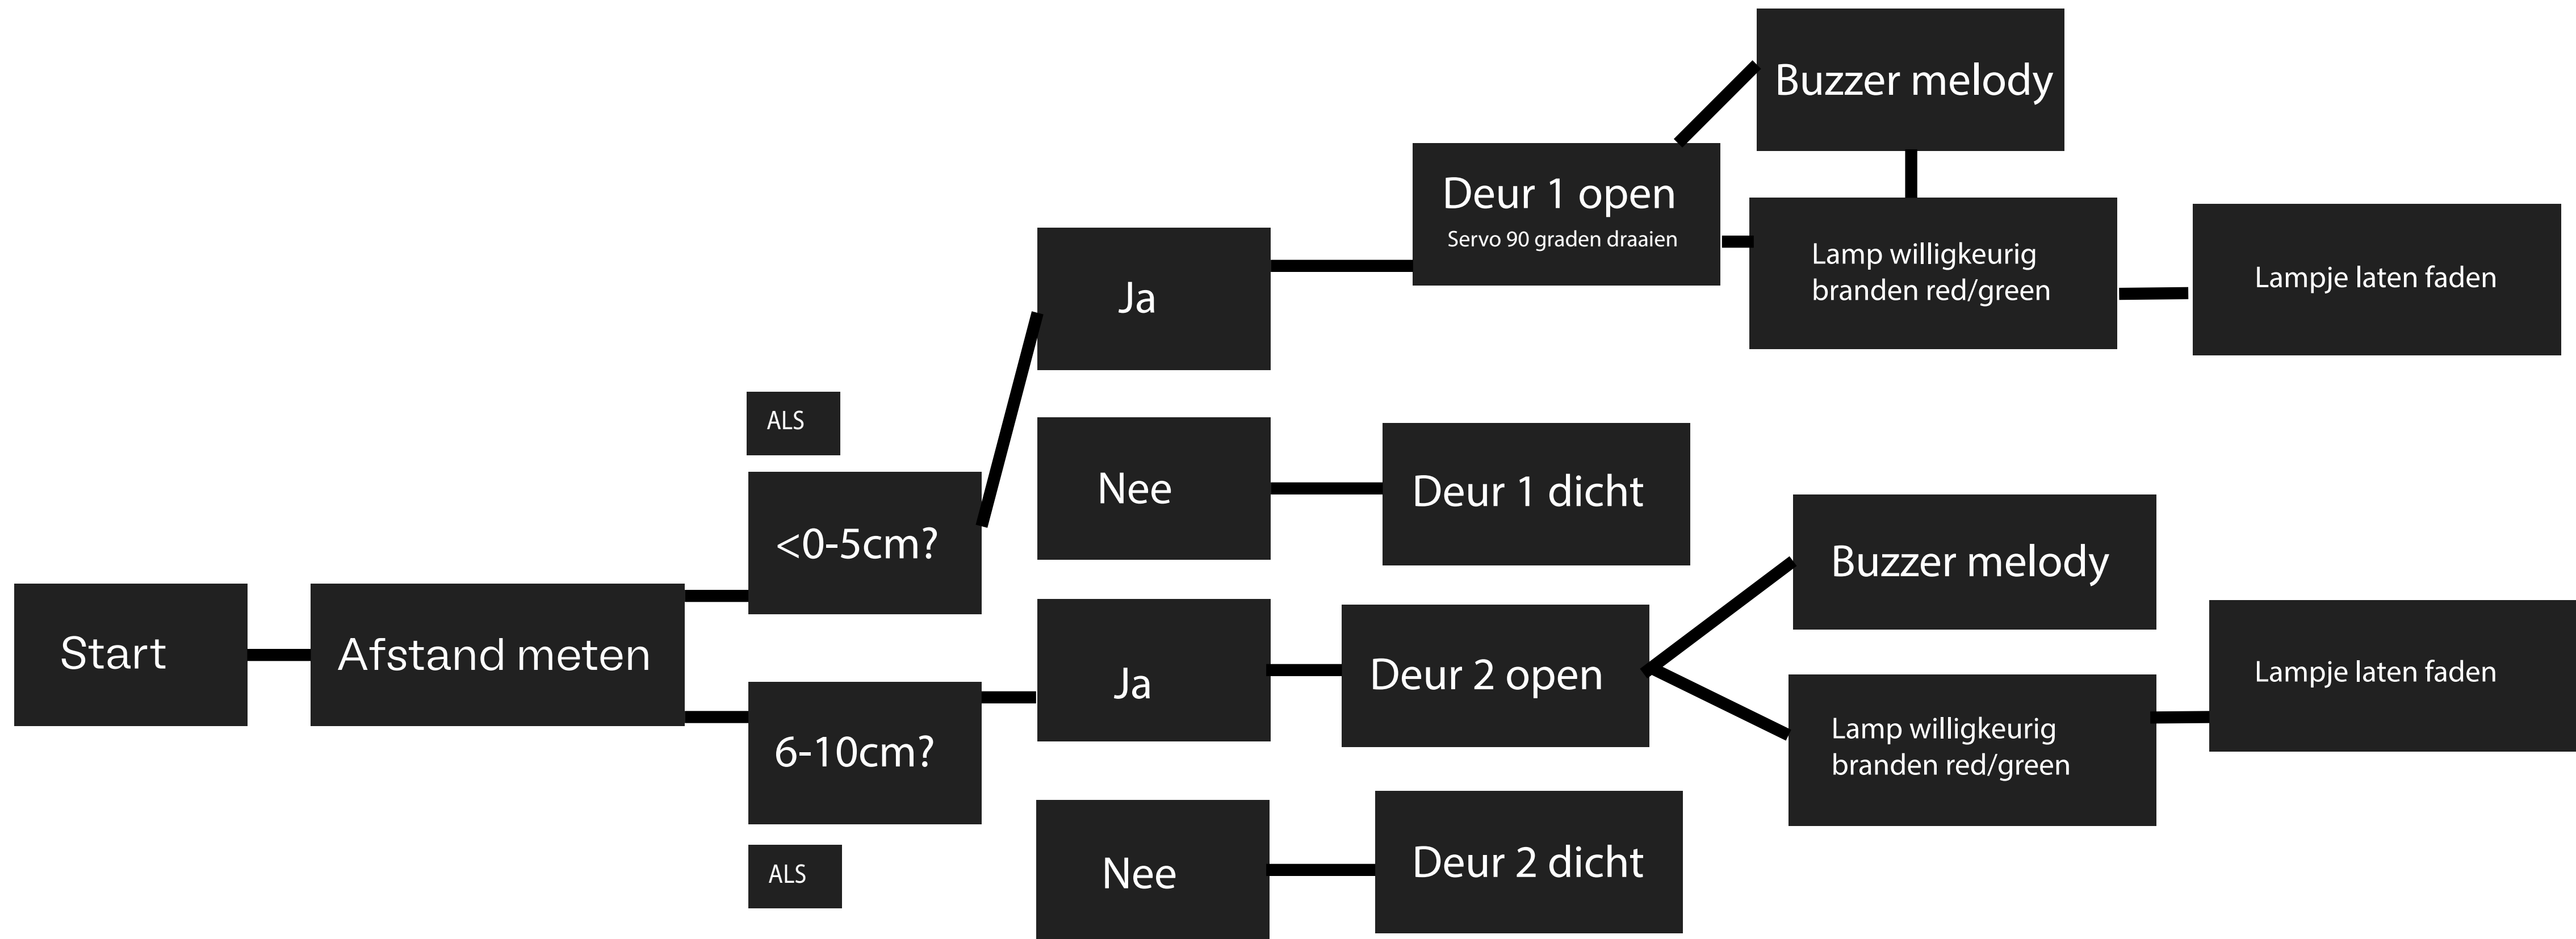 Start
Afstand meten
ALS
<0-5cm?
6-10cm?
ALS
Ja
Nee
Ja
Nee
Deur 1 open
Servo 90 graden draaien
Deur 1 dicht
Deur 2 open
Deur 2 dicht
Buzzer melody
Lamp willigkeurig
branden red/green
Lampje laten faden
Buzzer melody
Lamp willigkeurig
branden red/green
Lampje laten faden